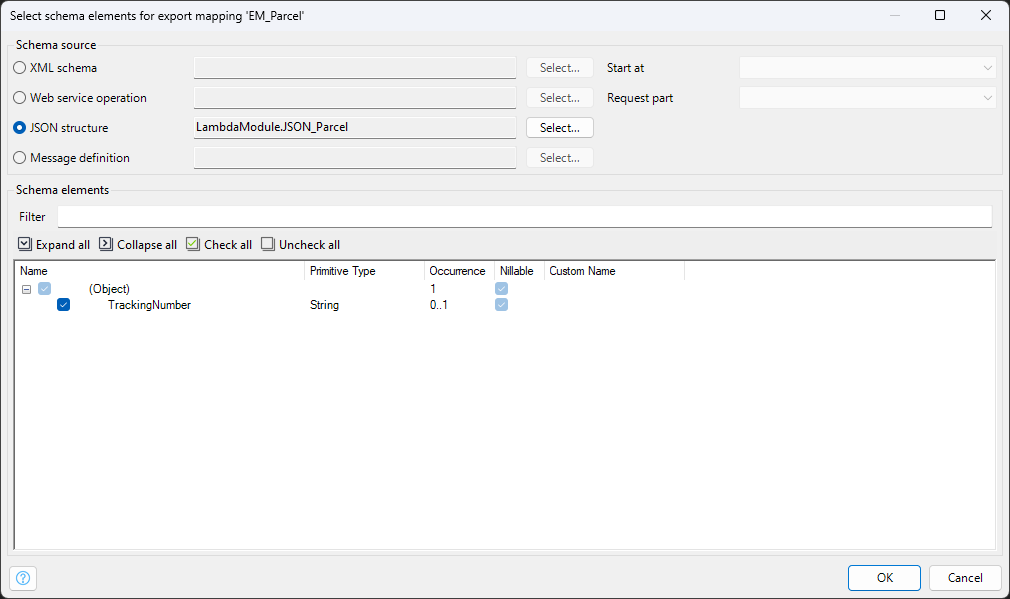 Select schema elements for export mapping 'EM_Parcel'
Schema source
XML schema Select... Start at
Web service operation Select... Request part
JSON structure LambdaModule.JSON_Parcel Select...
Message definition Select...
Schema elements
Filter
Expand all Collapse all Check all Uncheck all
Name Primitive Type Occurrence Nillable Custom Name
(Object) 1
TrackingNumber String 0..1
? OK Cancel